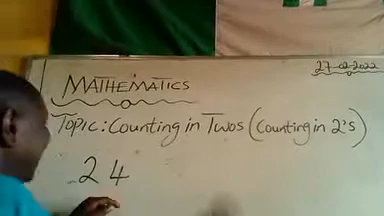 27-02-2022
MATHEMATICS
TOPIC: Counting in Twos (Counting in 2's)
2 4